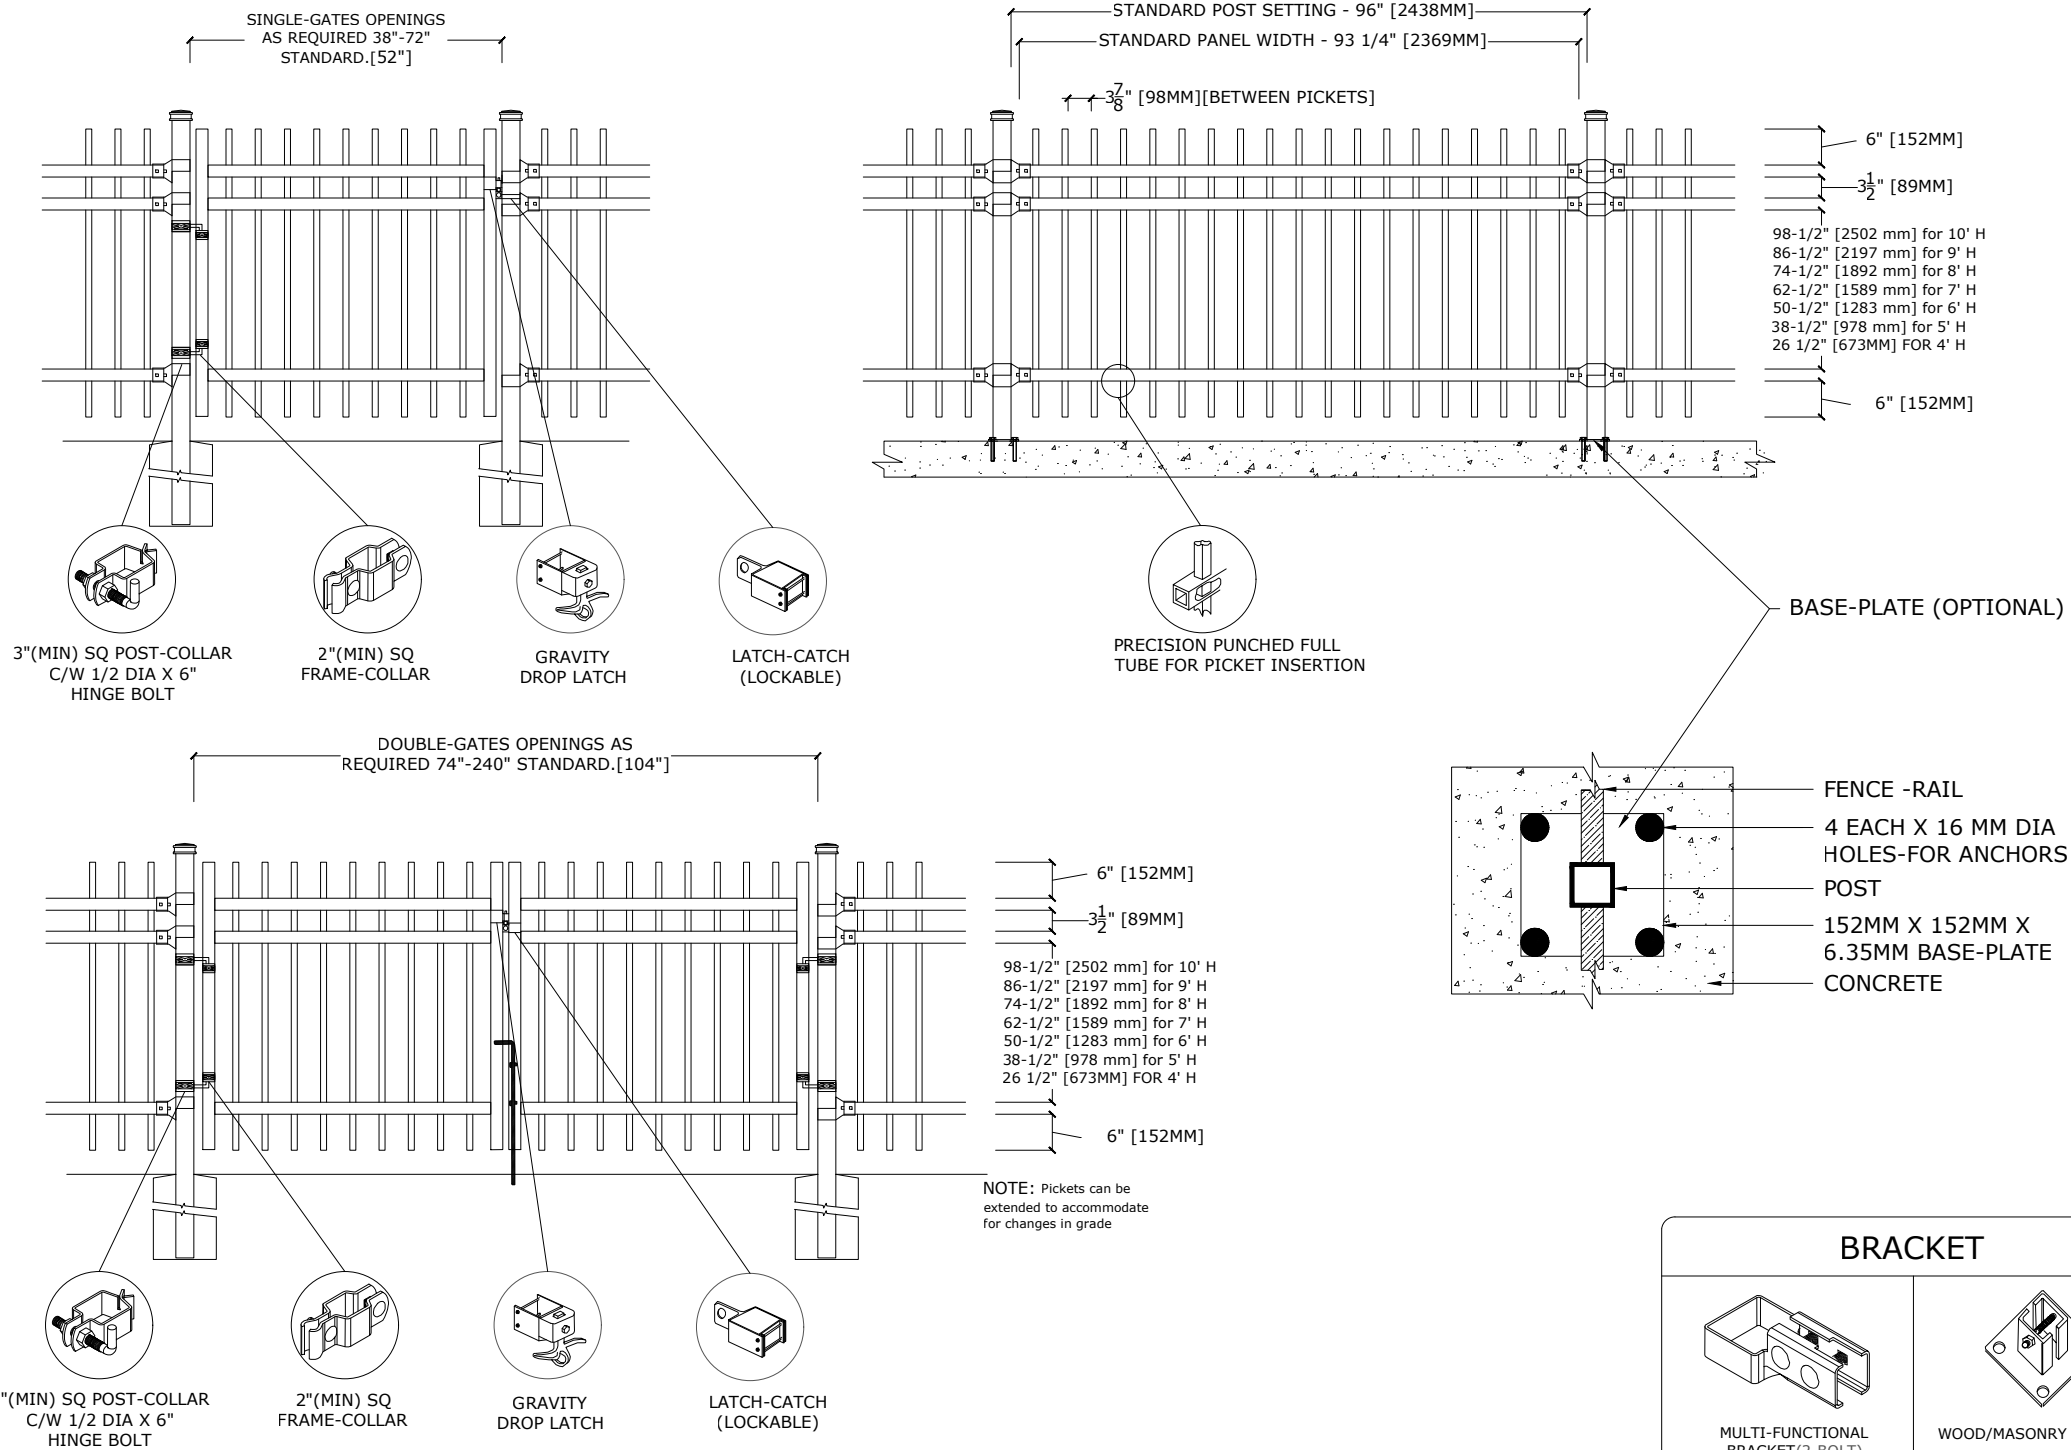 SINGLE-GATES OPENINGS
AS REQUIRED 38"-72"
STANDARD.[52"]
STANDARD POST SETTING - 96" [2438MM]
STANDARD PANEL WIDTH - 93 1/4" [2369MM]
3 7/8" [98MM][BETWEEN PICKETS]
6" [152MM]
3 1/2" [89MM]
98-1/2" [2502 mm] for 10' H
86-1/2" [2197 mm] for 9' H
74-1/2" [1892 mm] for 8' H
62-1/2" [1589 mm] for 7' H
50-1/2" [1283 mm] for 6' H
38-1/2" [978 mm] for 5' H
26 1/2" [673MM] FOR 4' H
6" [152MM]
3"(MIN) SQ POST-COLLAR
C/W 1/2 DIA X 6"
HINGE BOLT
2"(MIN) SQ
FRAME-COLLAR
GRAVITY
DROP LATCH
LATCH-CATCH
(LOCKABLE)
PRECISION PUNCHED FULL
TUBE FOR PICKET INSERTION
BASE-PLATE (OPTIONAL)
FENCE -RAIL
4 EACH X 16 MM DIA
HOLES-FOR ANCHORS
POST
152MM X 152MM X
6.35MM BASE-PLATE
CONCRETE
DOUBLE-GATES OPENINGS AS
REQUIRED 74"-240" STANDARD.[104"]
6" [152MM]
3 1/2" [89MM]
98-1/2" [2502 mm] for 10' H
86-1/2" [2197 mm] for 9' H
74-1/2" [1892 mm] for 8' H
62-1/2" [1589 mm] for 7' H
50-1/2" [1283 mm] for 6' H
38-1/2" [978 mm] for 5' H
26 1/2" [673MM] FOR 4' H
6" [152MM]
NOTE: Pickets can be
extended to accommodate
for changes in grade
"(MIN) SQ POST-COLLAR
C/W 1/2 DIA X 6"
HINGE BOLT
2"(MIN) SQ
FRAME-COLLAR
GRAVITY
DROP LATCH
LATCH-CATCH
(LOCKABLE)
BRACKET
MULTI-FUNCTIONAL
BRACKET(2-BOLT)
WOOD/MASONRY